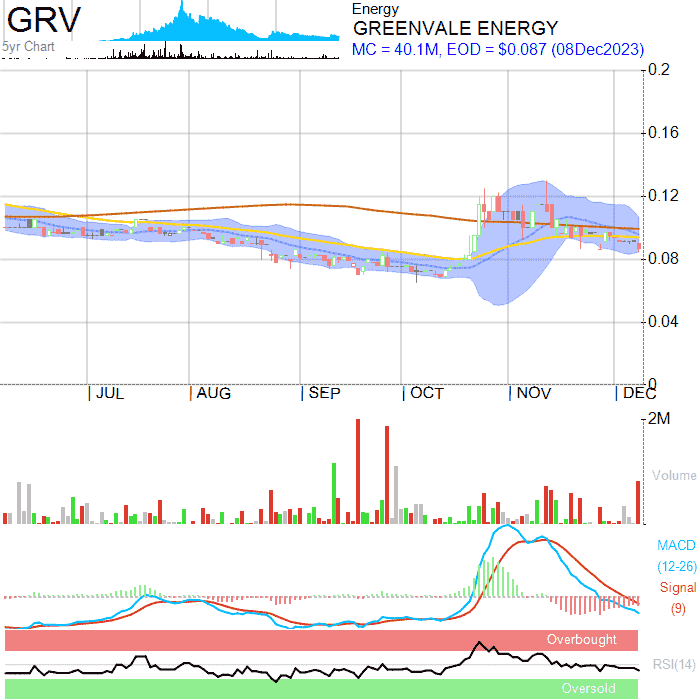 GRV
5yr Chart
Energy
GREENVALE ENERGY
MC = 40.1M, EOD = $0.087 (08Dec2023)
0.2
0.16
0.12
0.08
0.04
0
JUL AUG SEP OCT NOV DEC
2M
Volume
MACD
(12-26)
Signal
(9)
Overbought
RSI(14)
Oversold